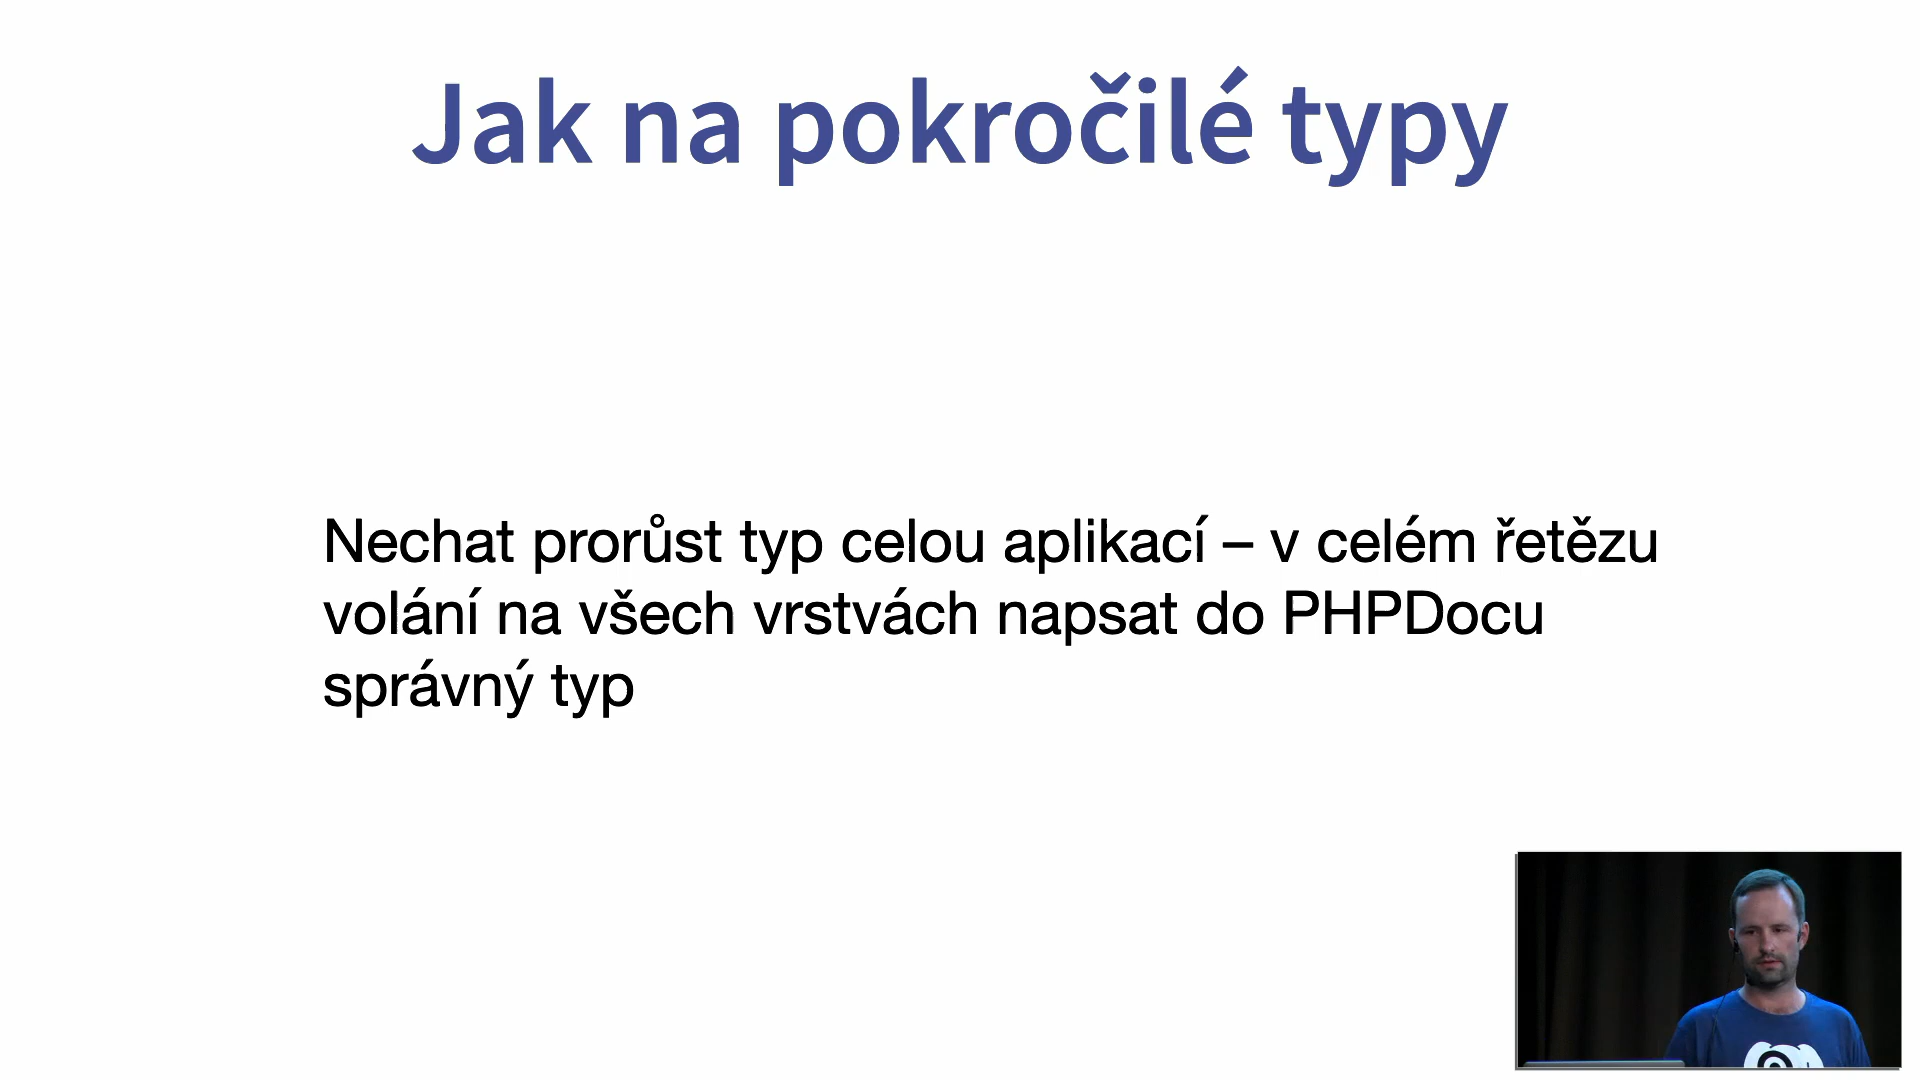 Jak na pokročilé typy
Nechat prorůst typ celou aplikací – v celém řetězu
volání na všech vrstvách napsat do PHPDocu
správný typ